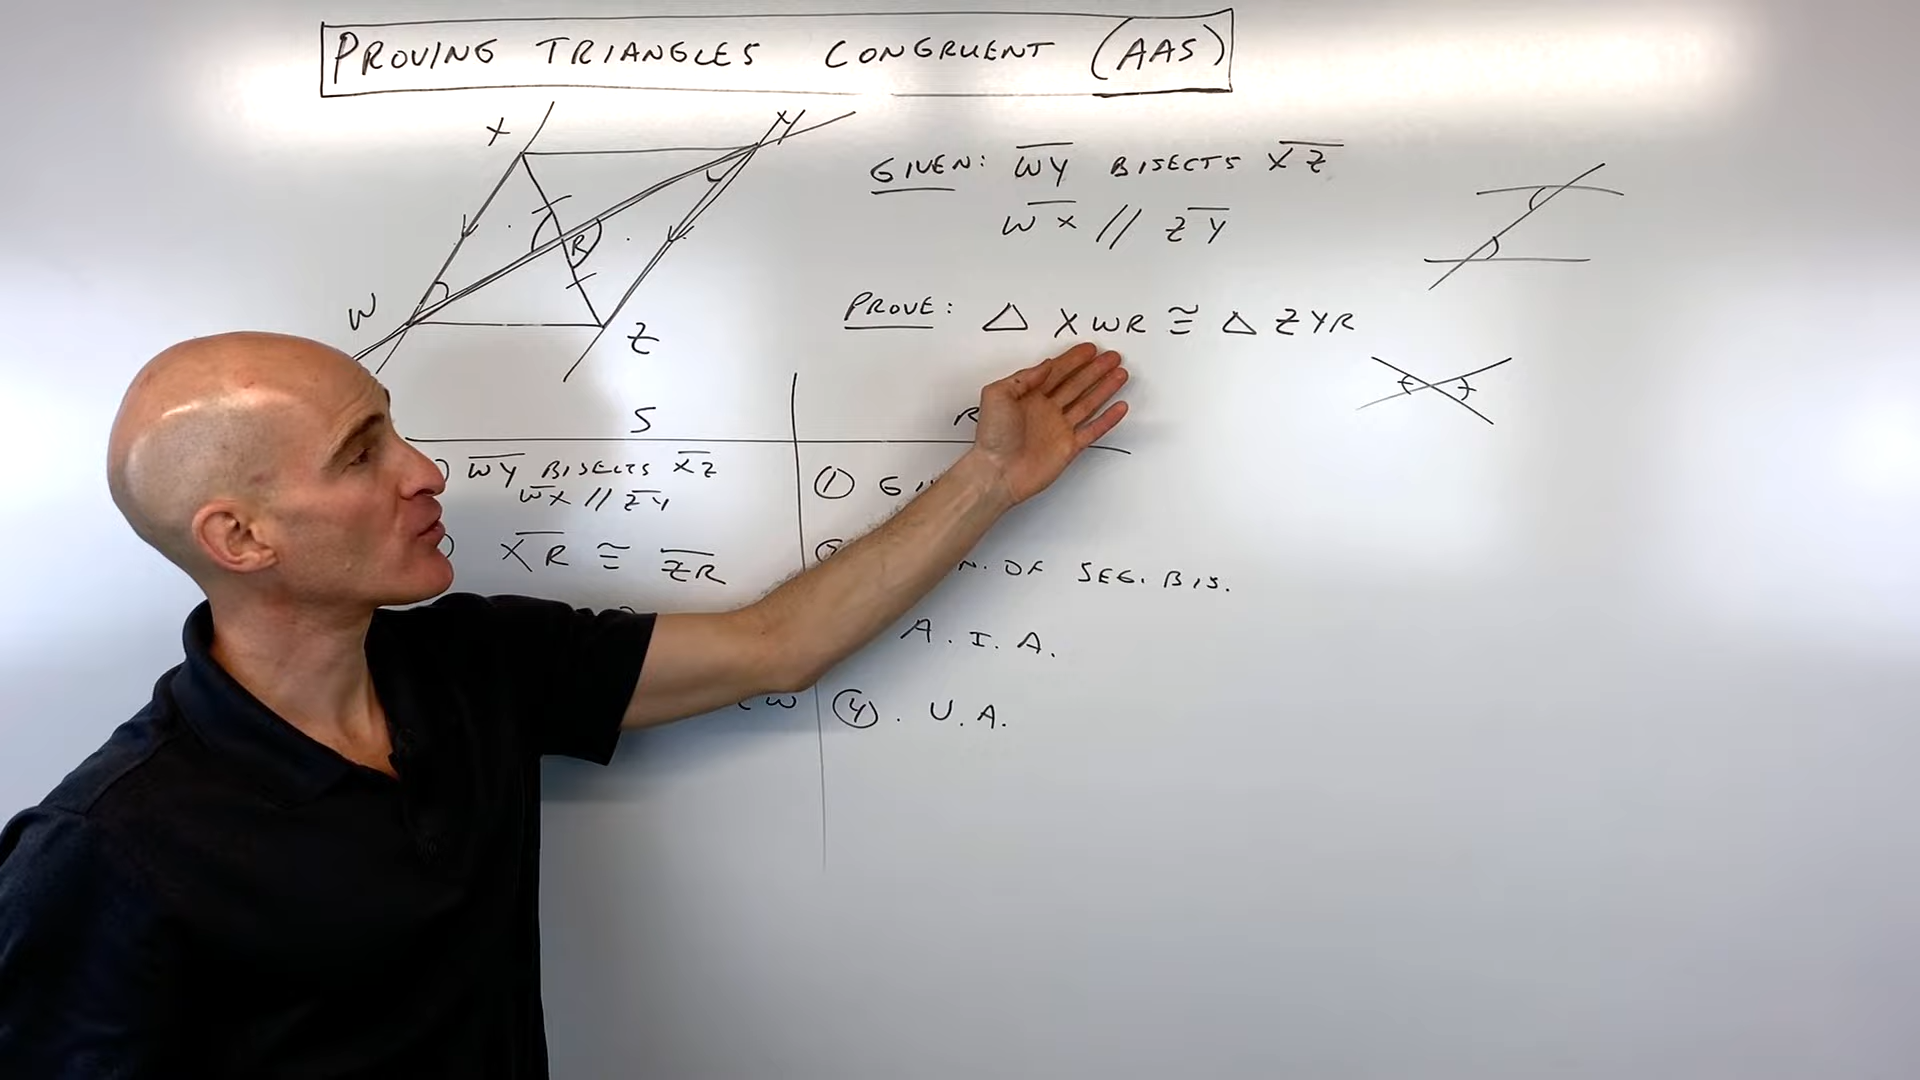 PROVING TRIANGLES CONGRUENT (AAS)
X Y
W R Z
GIVEN: WY BISECTS XZ
WX // ZY
PROVE: △ XWR ≅ △ ZYR
S R
) WY BISECTS XZ
WX // ZY
① GI
XR ≅ ZR
N. OF SEG. BIS.
A.I.A.
W ④. V.A.